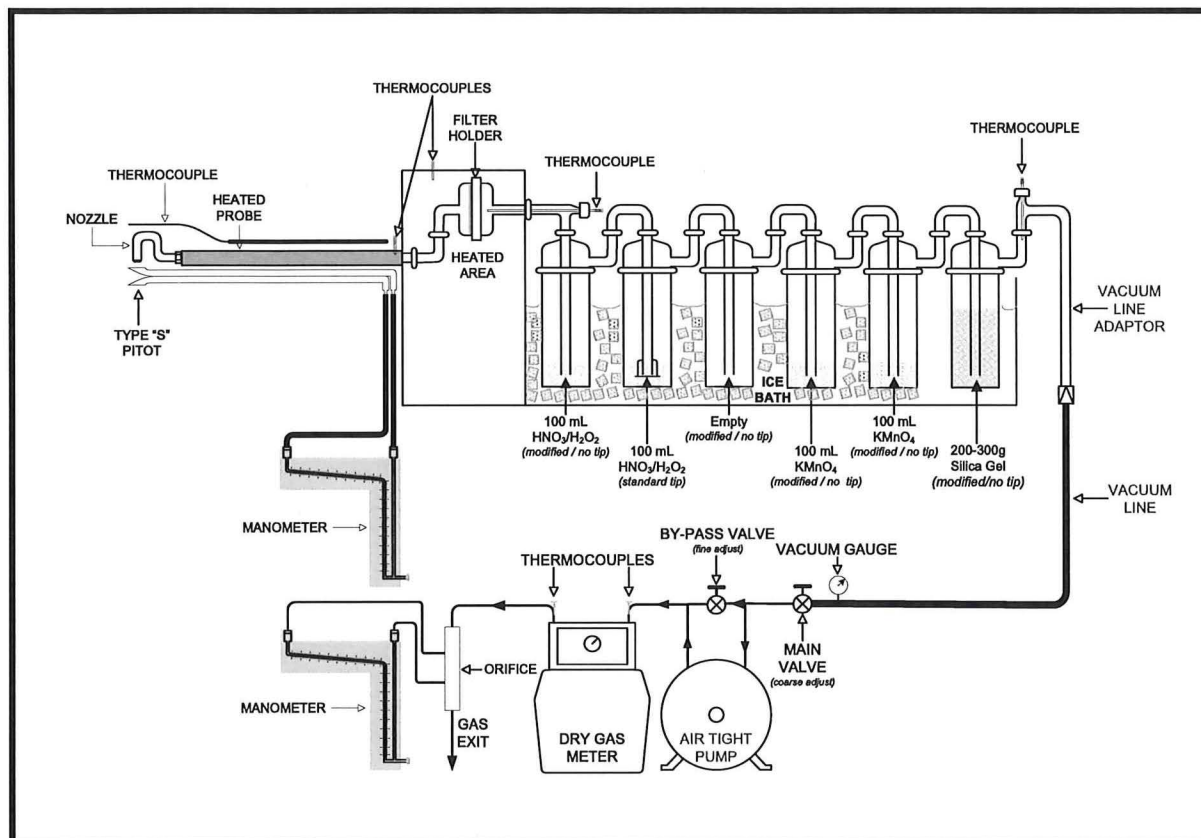 THERMOCOUPLES
FILTER
HOLDER
THERMOCOUPLE
THERMOCOUPLE
THERMOCOUPLE
HEATED
PROBE
NOZZLE
HEATED
AREA
TYPE "S"
PITOT
VACUUM
LINE
ADAPTOR
ICE
BATH
100 mL
HNO₃/H₂O₂
(modified / no tip)
100 mL
HNO₃/H₂O₂
(standard tip)
Empty
(modified / no tip)
100 mL
KMnO₄
(modified / no tip)
100 mL
KMnO₄
(modified / no tip)
200-300g
Silica Gel
(modified/no tip)
VACUUM
LINE
MANOMETER
BY-PASS VALVE
(fine adjust)
VACUUM GAUGE
THERMOCOUPLES
MAIN
VALVE
(coarse adjust)
ORIFICE
MANOMETER
GAS
EXIT
DRY GAS
METER
AIR TIGHT
PUMP